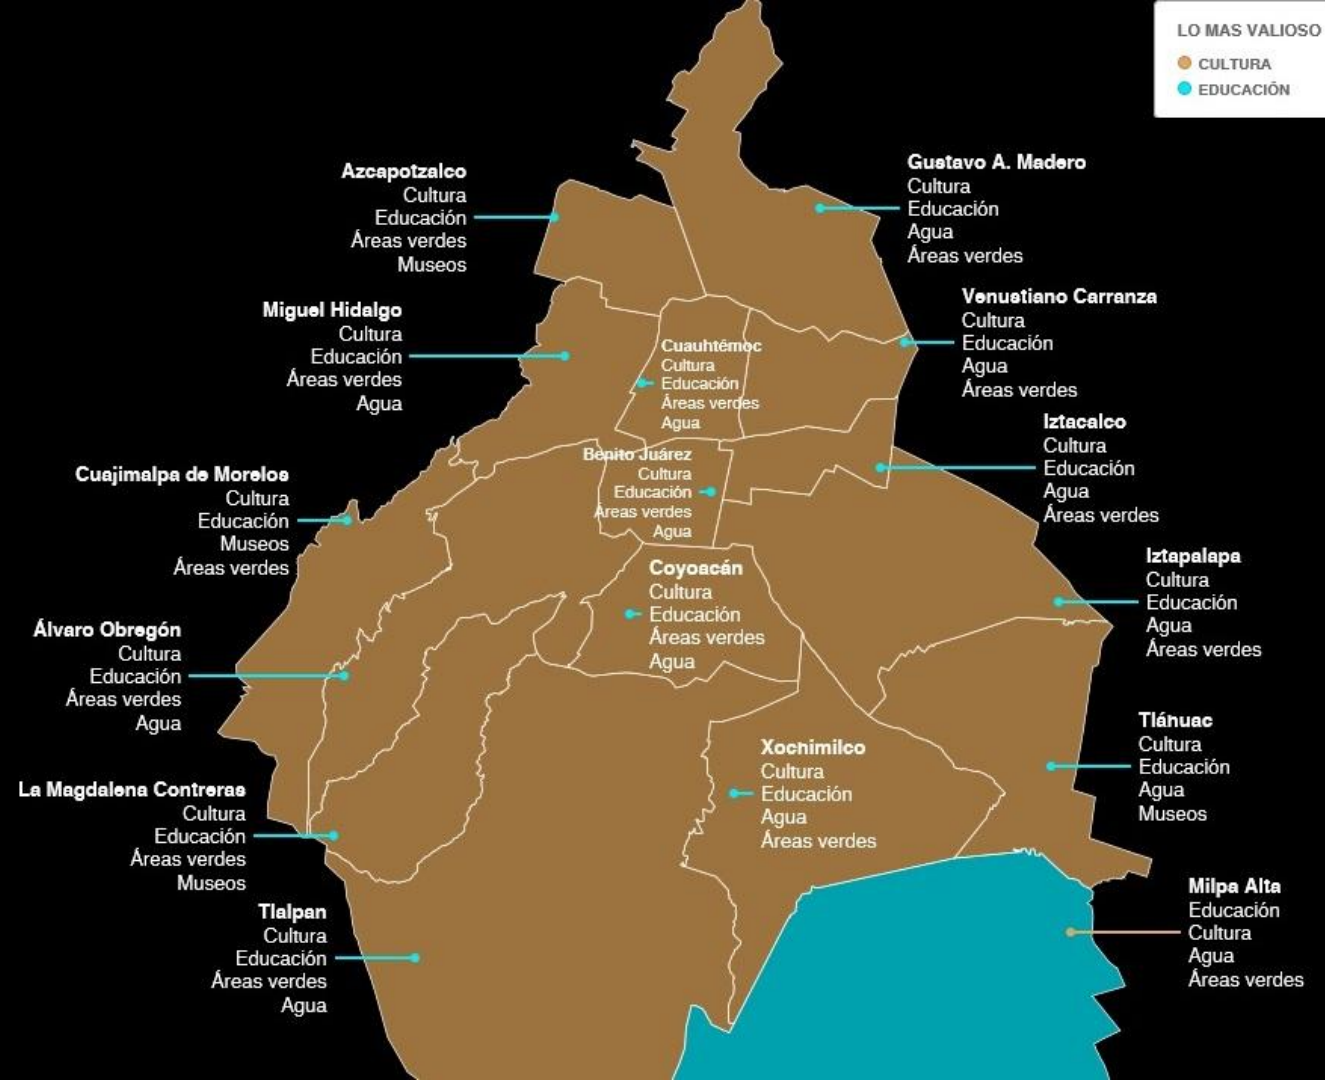 LO MAS VALIOSO
CULTURA
EDUCACIÓN
Azcapotzalco
Cultura
Educación
Áreas verdes
Museos
Gustavo A. Madero
Cultura
Educación
Agua
Áreas verdes
Miguel Hidalgo
Cultura
Educación
Áreas verdes
Agua
Venustiano Carranza
Cultura
Educación
Agua
Áreas verdes
Cuauhtémoc
Cultura
Educación
Áreas verdes
Agua
Iztacalco
Cultura
Educación
Agua
Áreas verdes
Benito Juárez
Cultura
Educación
Áreas verdes
Agua
Cuajimalpa de Morelos
Cultura
Educación
Museos
Áreas verdes
Iztapalapa
Cultura
Educación
Agua
Áreas verdes
Coyoacán
Cultura
Educación
Áreas verdes
Agua
Álvaro Obregón
Cultura
Educación
Áreas verdes
Agua
Tláhuac
Cultura
Educación
Agua
Museos
Xochimilco
Cultura
Educación
Agua
Áreas verdes
La Magdalena Contreras
Cultura
Educación
Áreas verdes
Museos
Milpa Alta
Educación
Cultura
Agua
Áreas verdes
Tlalpan
Cultura
Educación
Áreas verdes
Agua